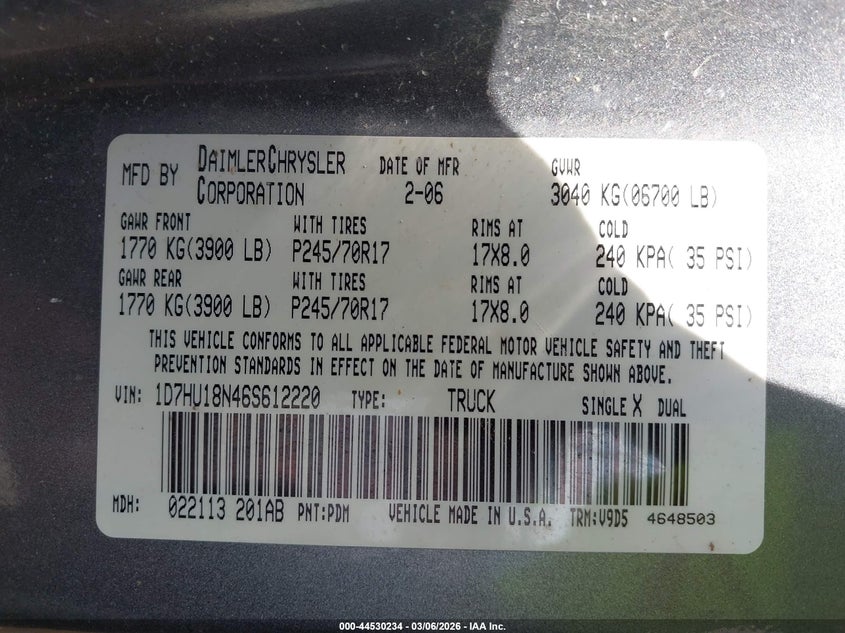 MFD BY DAIMLERCHRYSLER CORPORATION DATE OF MFR 2-06 GVWR 3040 KG(06700 LB)
GAWR FRONT WITH TIRES RIMS AT COLD
1770 KG(3900 LB) P245/70R17 17X8.0 240 KPA( 35 PSI)
GAWR REAR WITH TIRES RIMS AT COLD
1770 KG(3900 LB) P245/70R17 17X8.0 240 KPA( 35 PSI)
THIS VEHICLE CONFORMS TO ALL APPLICABLE FEDERAL MOTOR VEHICLE SAFETY AND THEFT
PREVENTION STANDARDS IN EFFECT ON THE DATE OF MANUFACTURE SHOWN ABOVE.
VIN: 1D7HU18N46S612220 TYPE: TRUCK SINGLE X DUAL
MDH: 022113 201AB PNT:PDM VEHICLE MADE IN U.S.A. TRM:V9D5 4648503
000-44530234 - 03/06/2026 - IAA Inc.